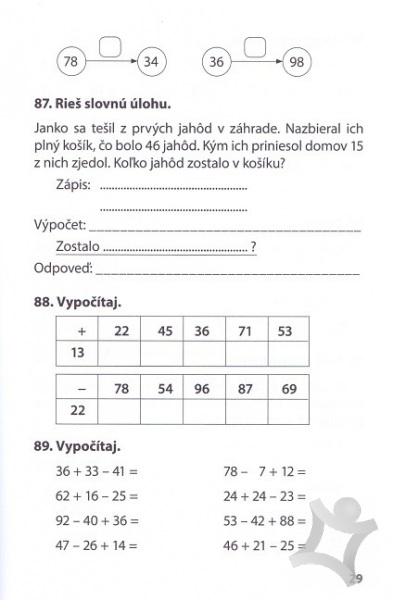 78 34 36 98
87. Rieš slovnú úlohu.
Janko sa tešil z prvých jahôd v záhrade. Nazbieral ich
plný košík, čo bolo 46 jahôd. Kým ich priniesol domov 15
z nich zjedol. Koľko jahôd zostalo v košíku?
Zápis: ..................................................
..................................................
Výpočet: ______________________________
Zostalo .................................................. ?
Odpoveď: ______________________________
88. Vypočítaj.
+ 22 45 36 71 53
13
– 78 54 96 87 69
22
89. Vypočítaj.
36 + 33 – 41 = 78 – 7 + 12 =
62 + 16 – 25 = 24 + 24 – 23 =
92 – 40 + 36 = 53 – 42 + 88 =
47 – 26 + 14 = 46 + 21 – 25 =
29